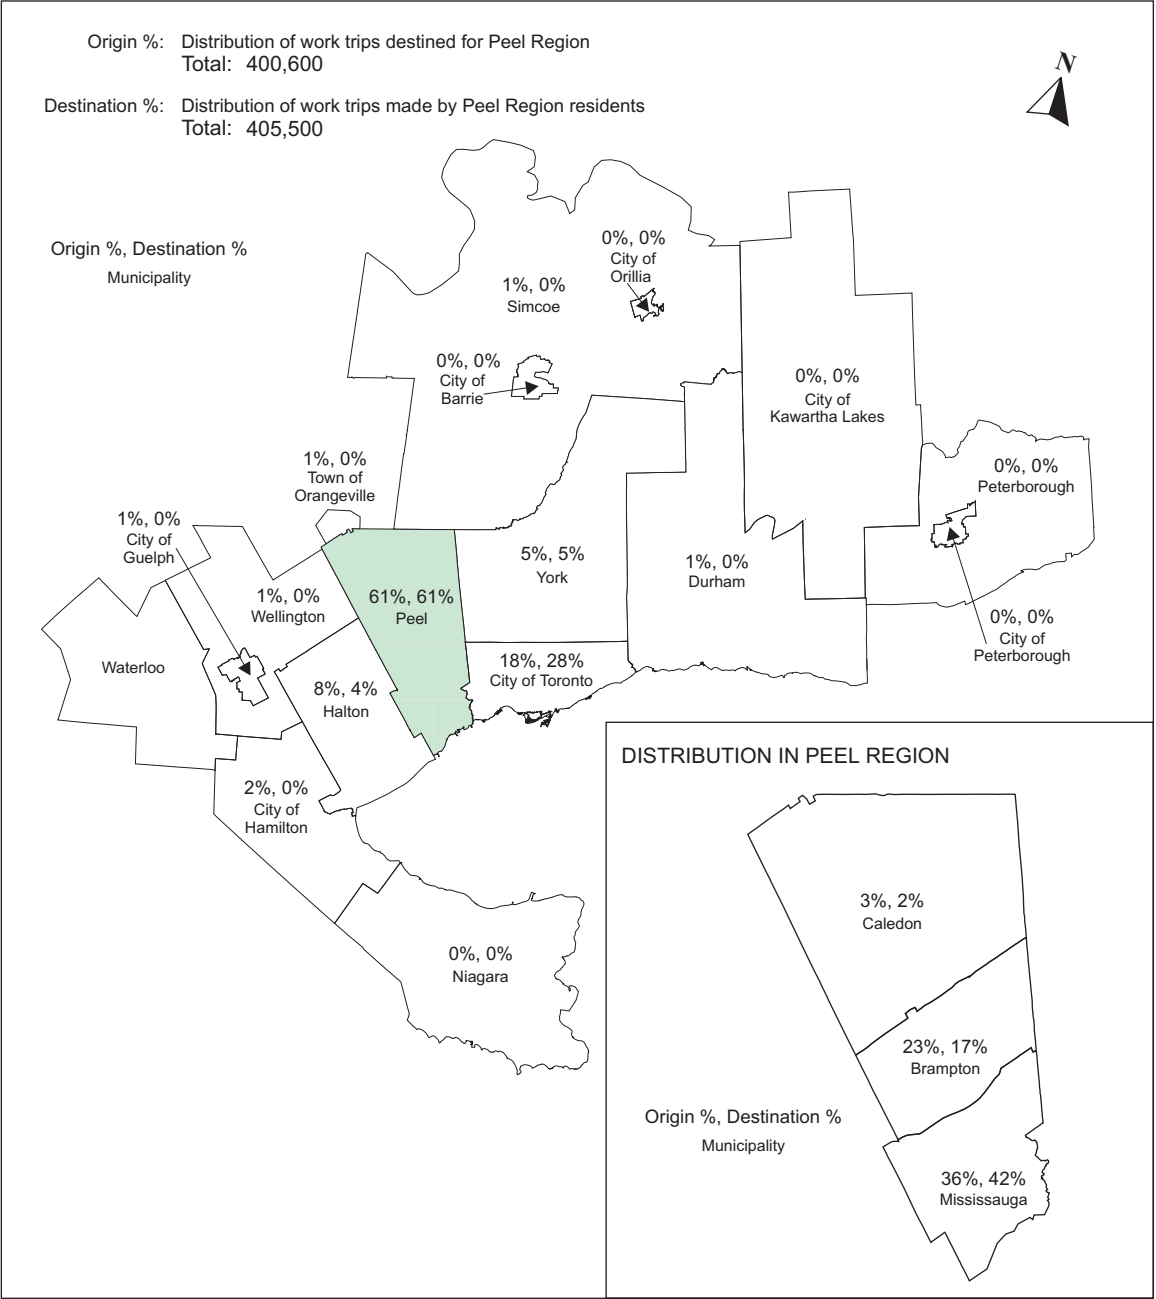 Origin %: Distribution of work trips destined for Peel Region
Total: 400,600
Destination %: Distribution of work trips made by Peel Region residents
Total: 405,500
N
Origin %, Destination %
Municipality
0%, 0%
City of
Orillia
1%, 0%
Simcoe
0%, 0%
City of
Barrie
0%, 0%
City of
Kawartha Lakes
1%, 0%
Town of
Orangeville
0%, 0%
Peterborough
1%, 0%
City of
Guelph
5%, 5%
York
1%, 0%
Durham
1%, 0%
Wellington
61%, 61%
Peel
0%, 0%
City of
Peterborough
Waterloo
18%, 28%
City of Toronto
8%, 4%
Halton
2%, 0%
City of
Hamilton
0%, 0%
Niagara
DISTRIBUTION IN PEEL REGION
3%, 2%
Caledon
23%, 17%
Brampton
Origin %, Destination %
Municipality
36%, 42%
Mississauga